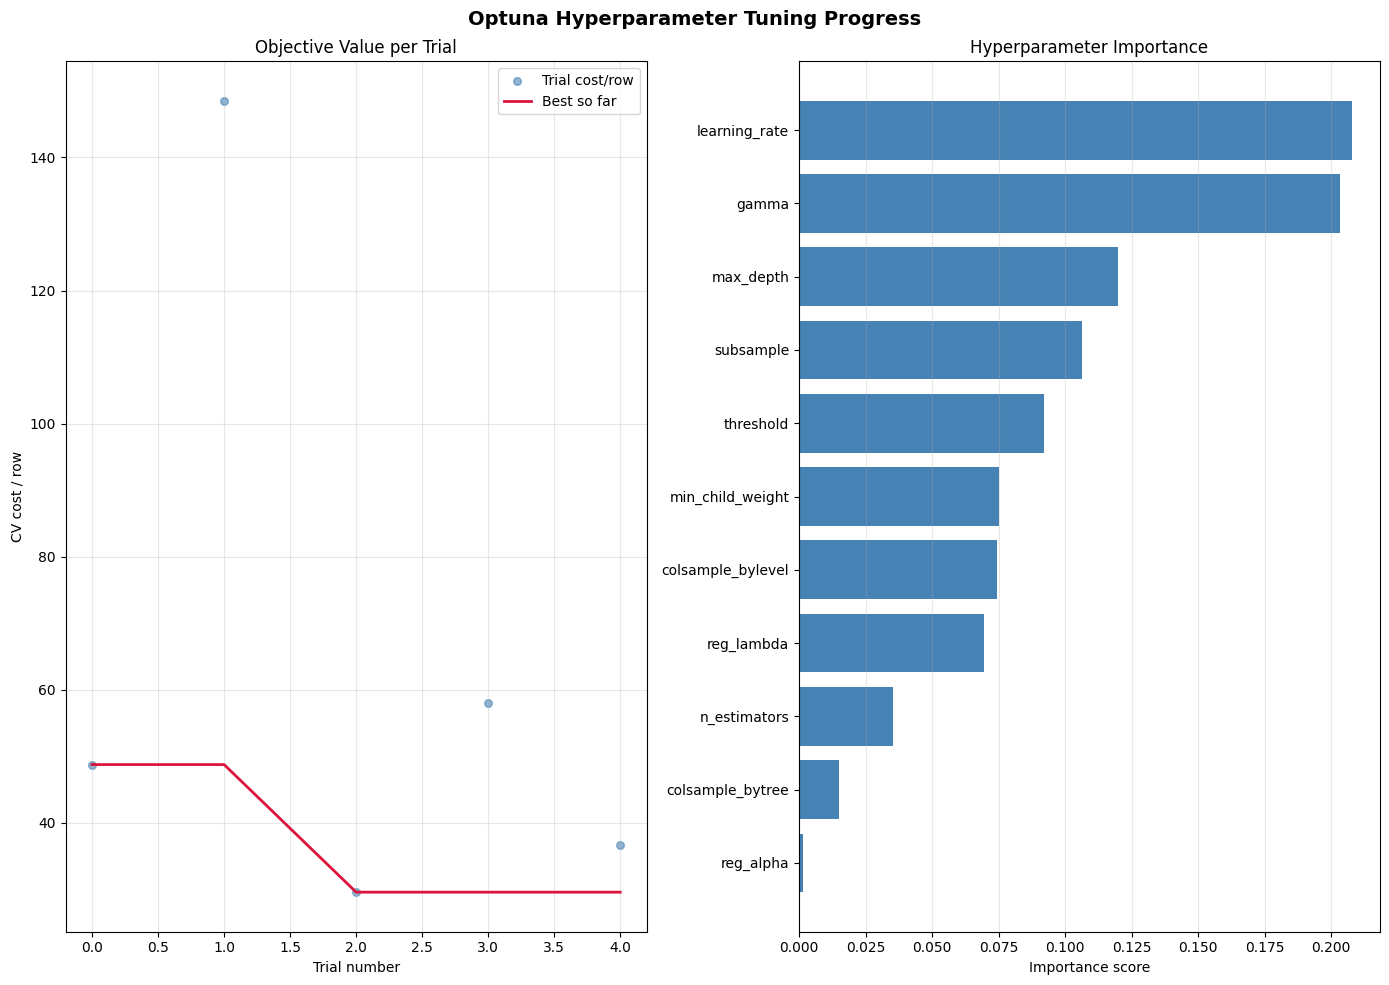 Optuna Hyperparameter Tuning Progress
Objective Value per Trial
Trial cost/row
Best so far
140
120
100
80
60
40
CV cost / row
0.0 0.5 1.0 1.5 2.0 2.5 3.0 3.5 4.0
Trial number
Hyperparameter Importance
learning_rate
gamma
max_depth
subsample
threshold
min_child_weight
colsample_bylevel
reg_lambda
n_estimators
colsample_bytree
reg_alpha
0.000 0.025 0.050 0.075 0.100 0.125 0.150 0.175 0.200
Importance score